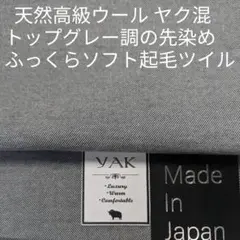 天然高級ウール ヤク混
トップグレー調の先染め
ふっくらソフト起毛ツイル
YAK
Luxury
Warm
Comfortable
Made
In
Japan